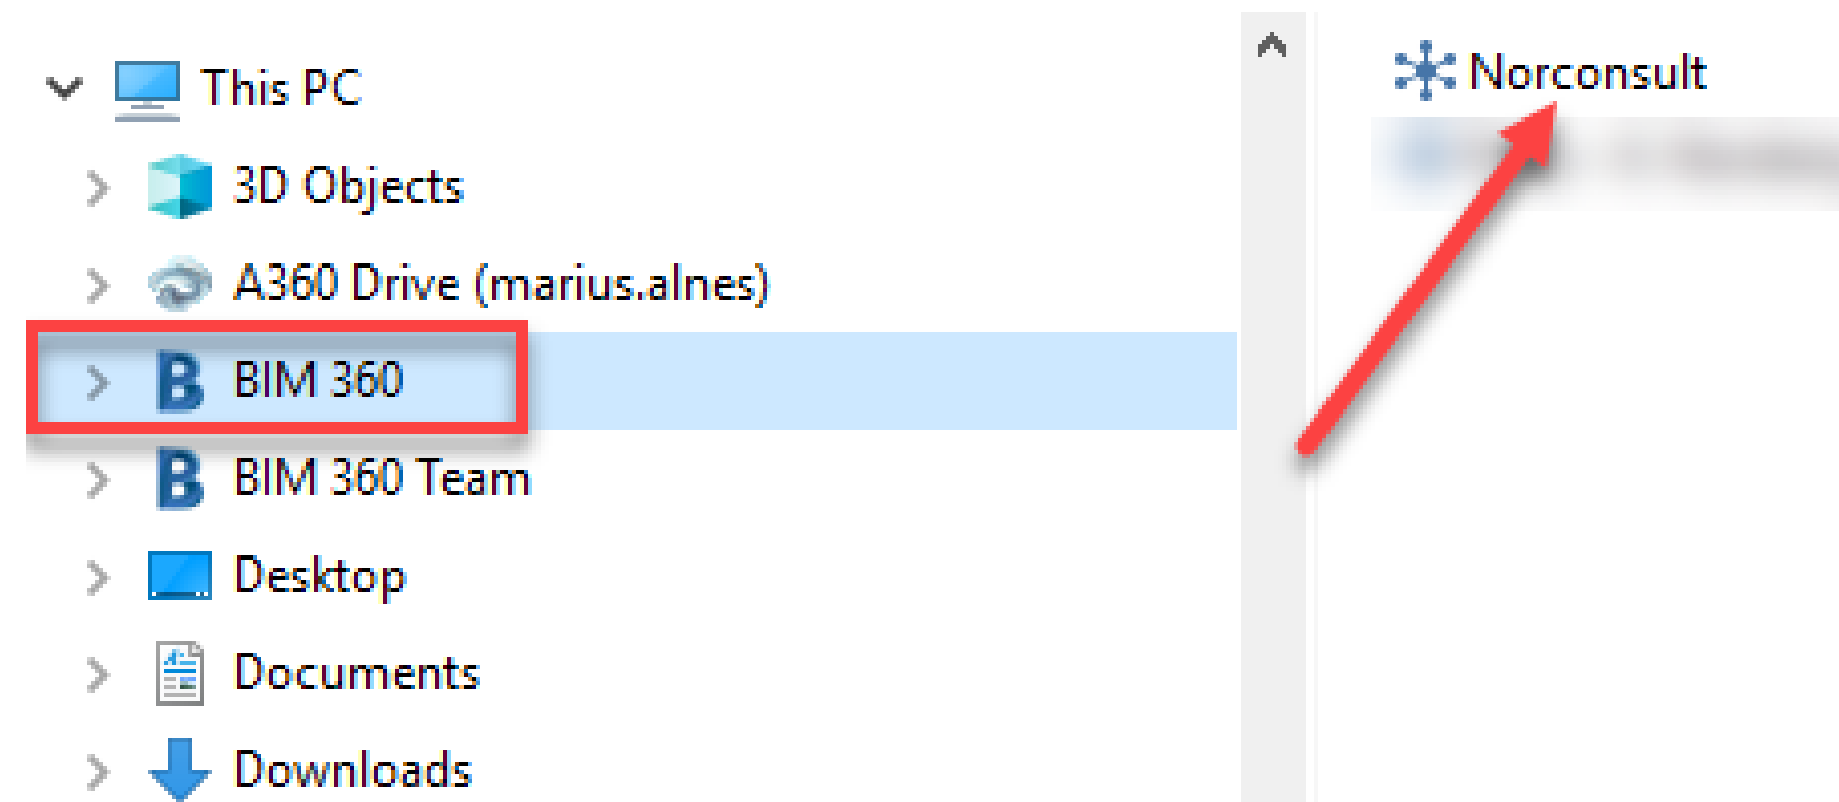 This PC
3D Objects
A360 Drive (marius.alnes)
BIM 360
BIM 360 Team
Desktop
Documents
Downloads
Norconsult